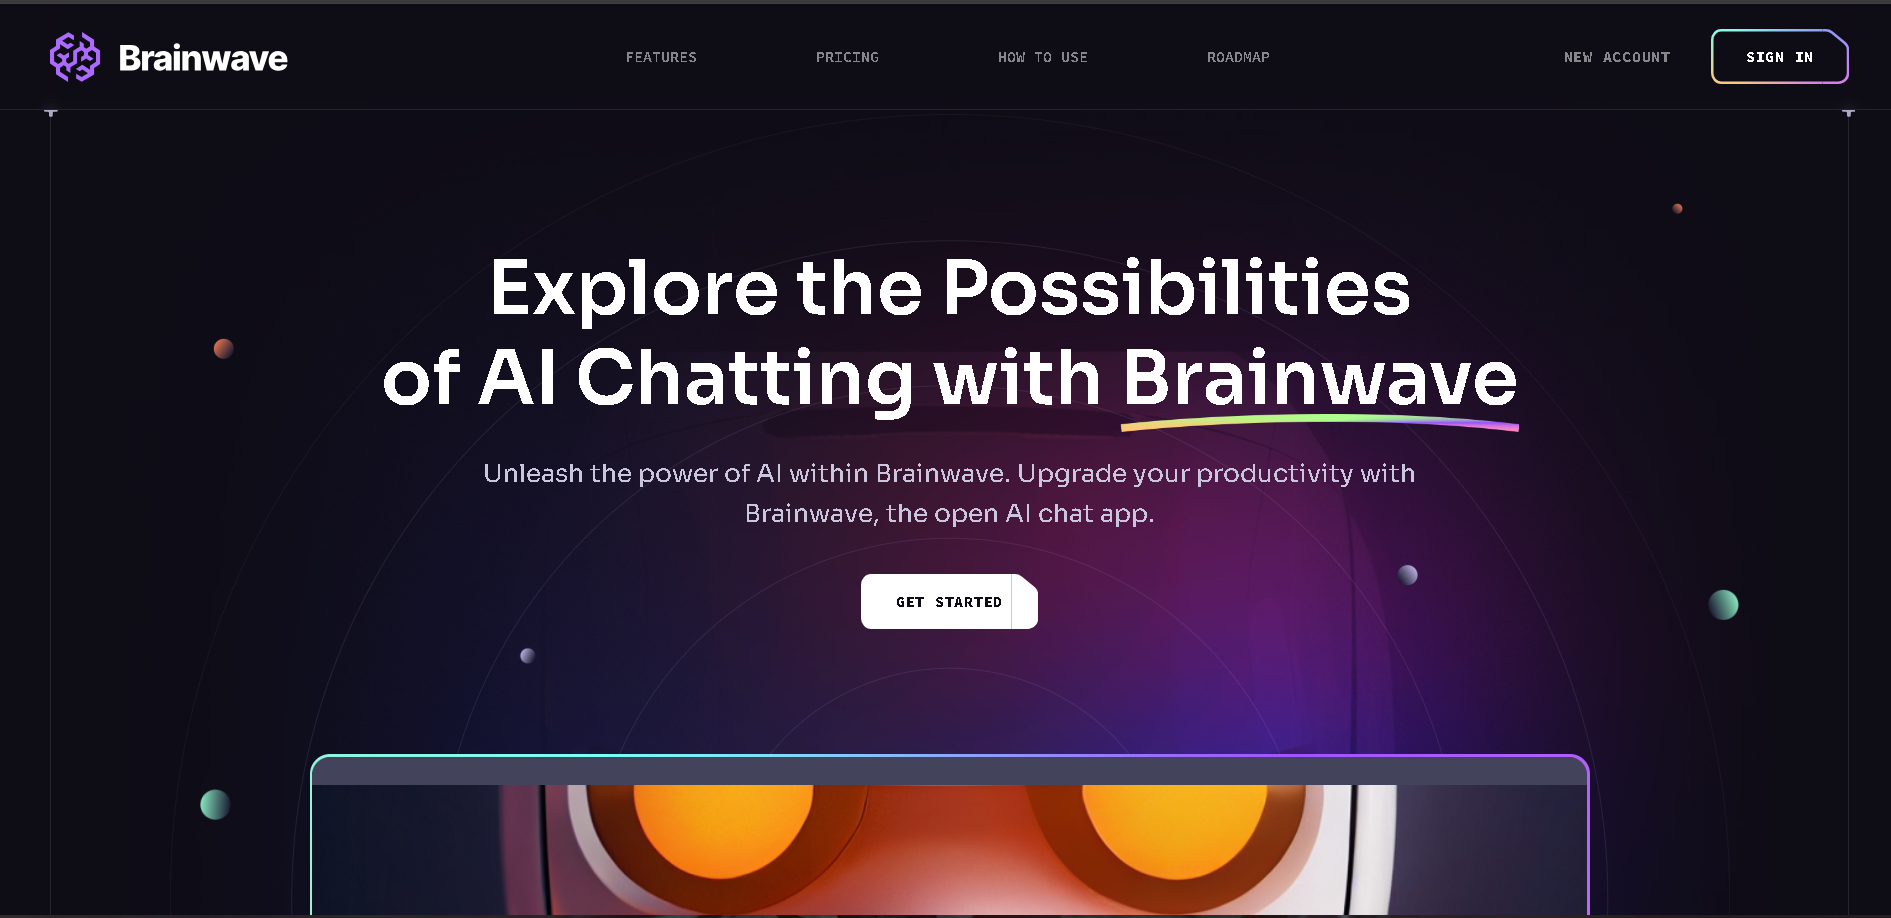 Brainwave
FEATURES
PRICING
HOW TO USE
ROADMAP
NEW ACCOUNT
SIGN IN
Explore the Possibilities
of AI Chatting with Brainwave
Unleash the power of AI within Brainwave. Upgrade your productivity with
Brainwave, the open AI chat app.
GET STARTED